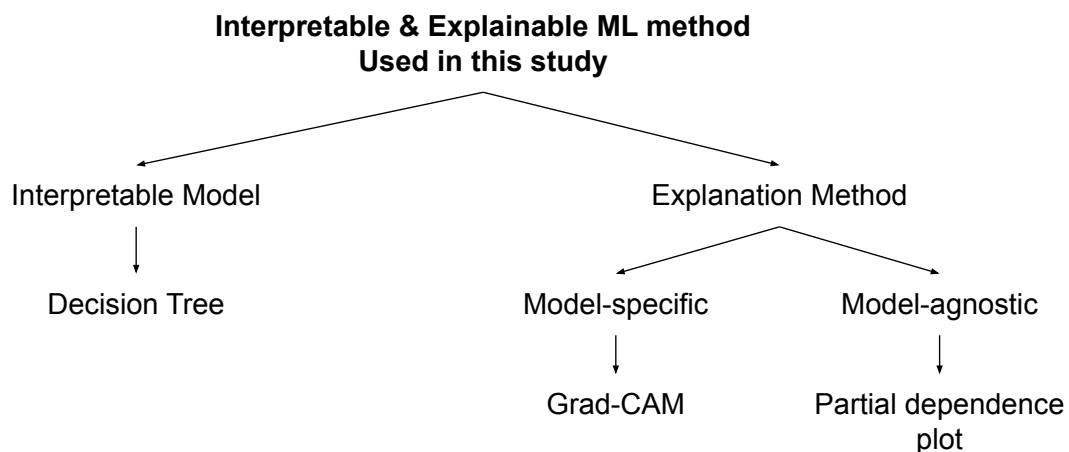 Interpretable & Explainable ML method
Used in this study
Interpretable Model
Explanation Method
Decision Tree
Model-specific
Model-agnostic
Grad-CAM
Partial dependence
plot